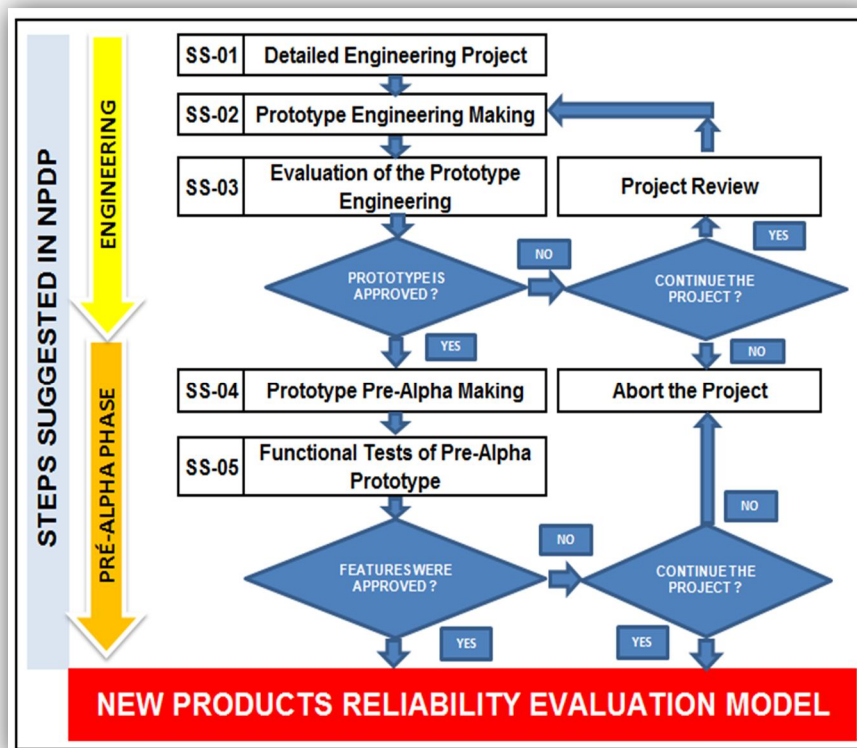 STEPS SUGGESTED IN NPDP
ENGINEERING
PRÉ-ALPHA PHASE
SS-01 Detailed Engineering Project
SS-02 Prototype Engineering Making
SS-03 Evaluation of the Prototype
Engineering
Project Review
PROTOTYPE IS
APPROVED ?
NO
CONTINUE THE
PROJECT ?
YES
YES
NO
SS-04 Prototype Pre-Alpha Making
Abort the Project
SS-05 Functional Tests of Pre-Alpha
Prototype
FEATURES WERE
APPROVED ?
NO
CONTINUE THE
PROJECT ?
NO
YES
YES
NEW PRODUCTS RELIABILITY EVALUATION MODEL